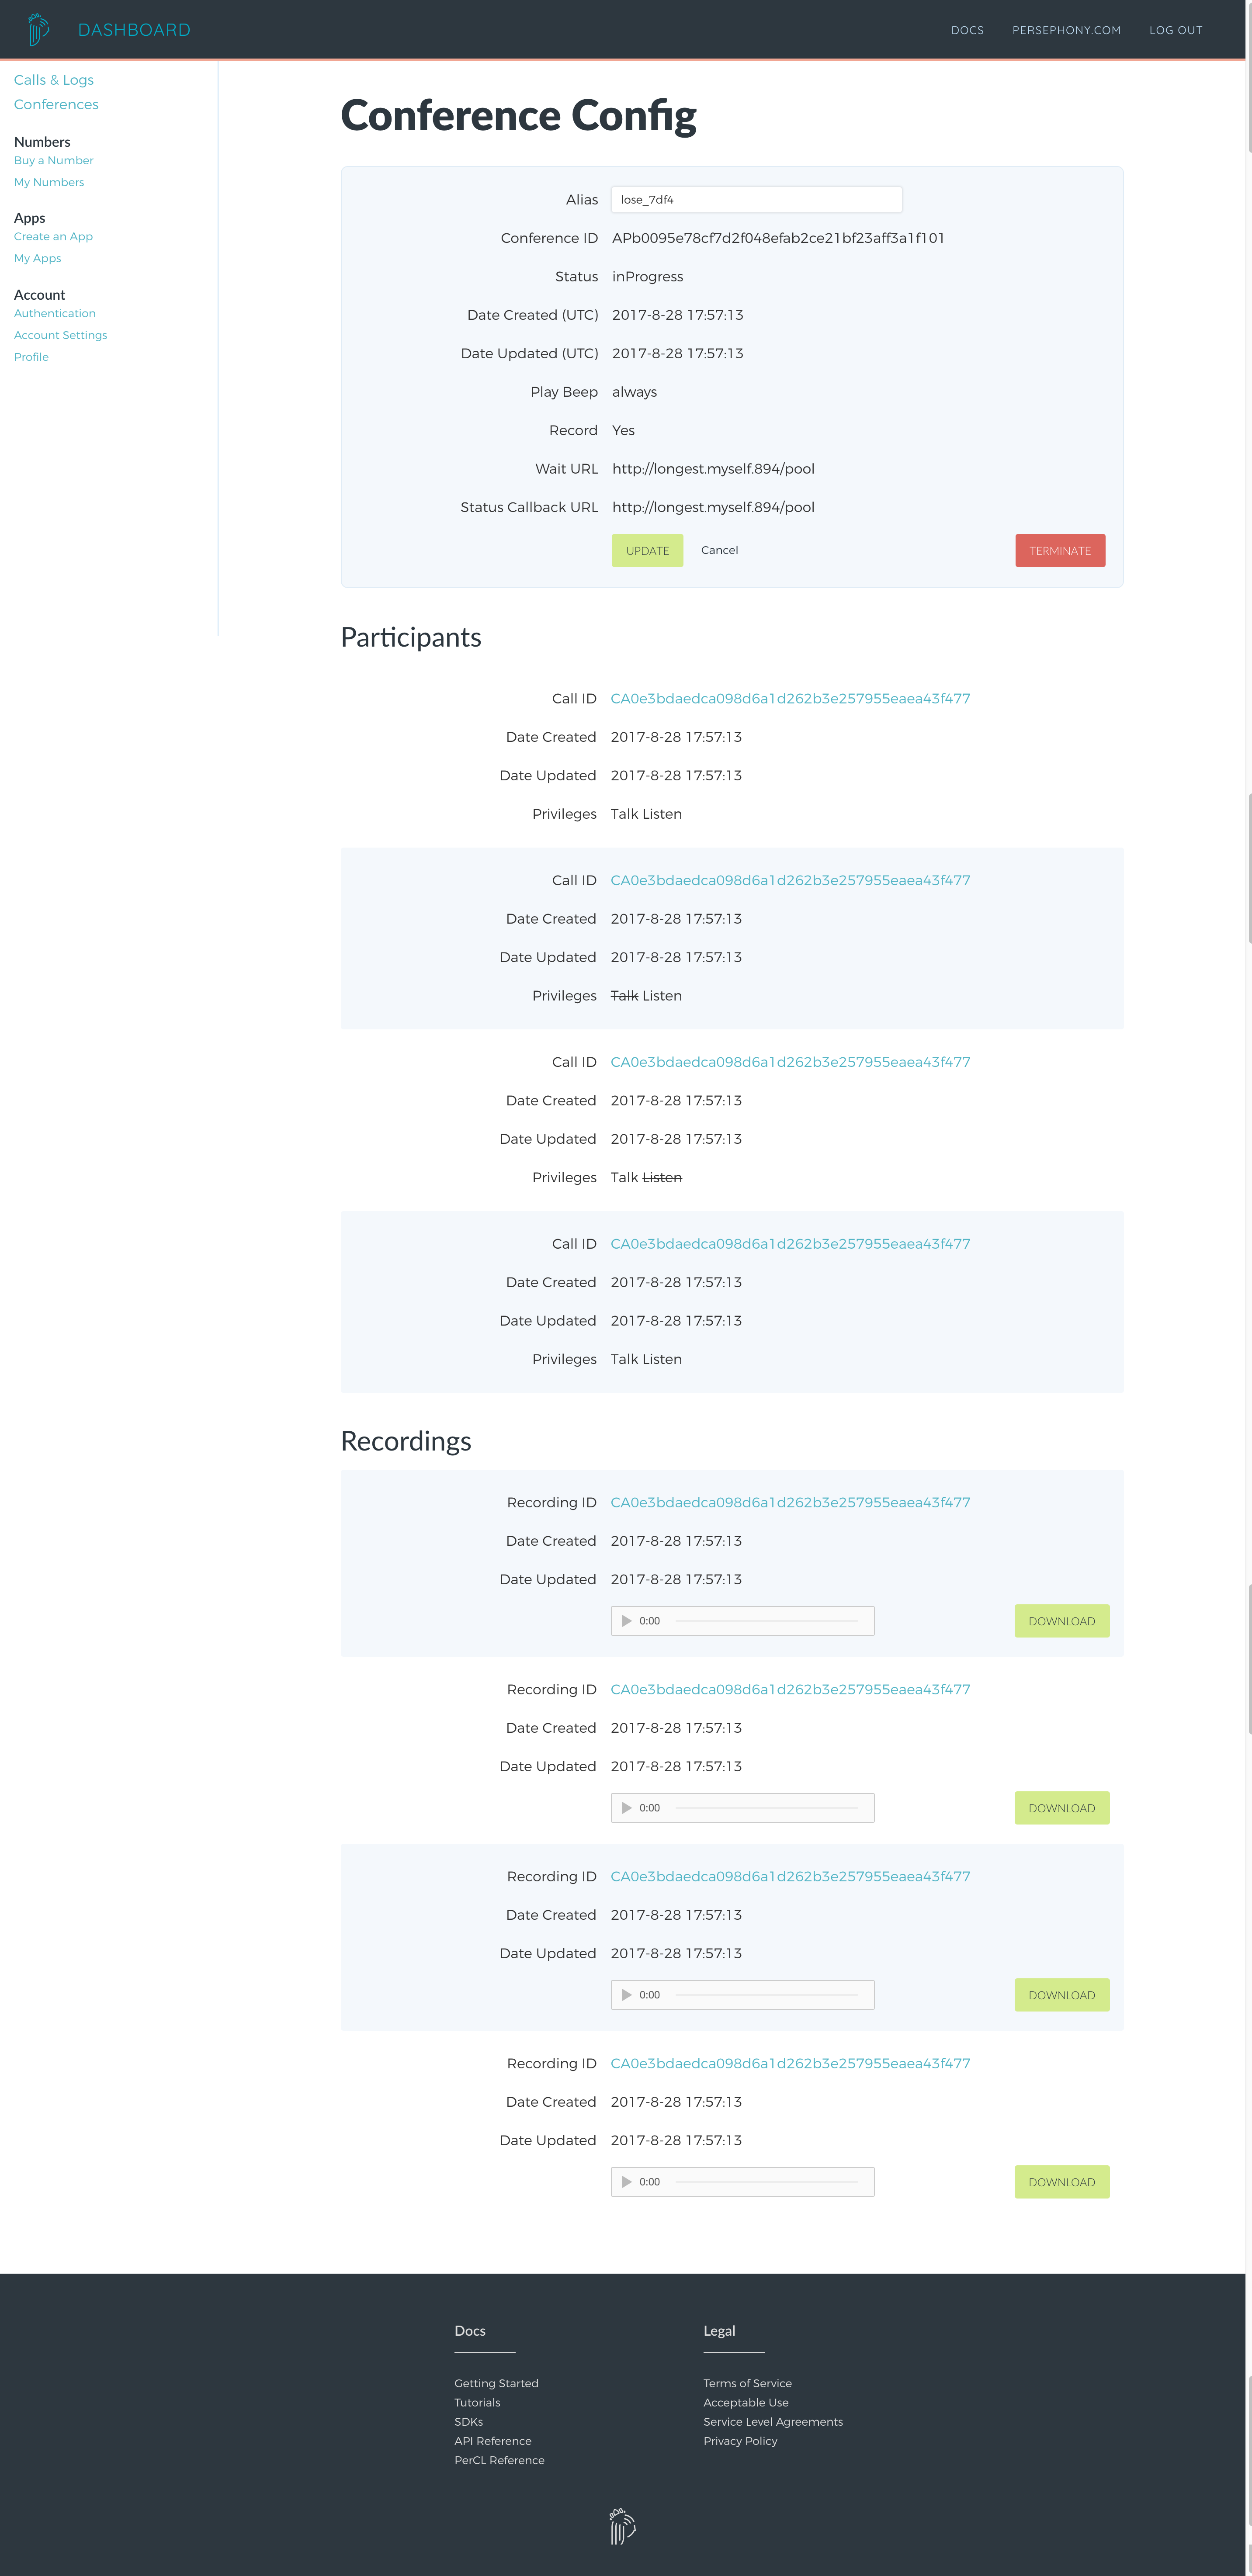 DASHBOARD
DOCS PERSEPHONY.COM LOG OUT
Calls & Logs
Conferences
Numbers
Buy a Number
My Numbers
Apps
Create an App
My Apps
Account
Authentication
Account Settings
Profile
Conference Config
Alias lose_7df4
Conference ID APb0095e78cf7d2f048efab2ce21bf23aff3a1f101
Status inProgress
Date Created (UTC) 2017-8-28 17:57:13
Date Updated (UTC) 2017-8-28 17:57:13
Play Beep always
Record Yes
Wait URL http://longest.myself.894/pool
Status Callback URL http://longest.myself.894/pool
UPDATE Cancel TERMINATE
Participants
Call ID CA0e3bdaedca098d6a1d262b3e257955eaea43f477
Date Created 2017-8-28 17:57:13
Date Updated 2017-8-28 17:57:13
Privileges Talk Listen
Call ID CA0e3bdaedca098d6a1d262b3e257955eaea43f477
Date Created 2017-8-28 17:57:13
Date Updated 2017-8-28 17:57:13
Privileges Talk Listen
Call ID CA0e3bdaedca098d6a1d262b3e257955eaea43f477
Date Created 2017-8-28 17:57:13
Date Updated 2017-8-28 17:57:13
Privileges Talk Listen
Call ID CA0e3bdaedca098d6a1d262b3e257955eaea43f477
Date Created 2017-8-28 17:57:13
Date Updated 2017-8-28 17:57:13
Privileges Talk Listen
Recordings
Recording ID CA0e3bdaedca098d6a1d262b3e257955eaea43f477
Date Created 2017-8-28 17:57:13
Date Updated 2017-8-28 17:57:13
0:00 DOWNLOAD
Recording ID CA0e3bdaedca098d6a1d262b3e257955eaea43f477
Date Created 2017-8-28 17:57:13
Date Updated 2017-8-28 17:57:13
0:00 DOWNLOAD
Recording ID CA0e3bdaedca098d6a1d262b3e257955eaea43f477
Date Created 2017-8-28 17:57:13
Date Updated 2017-8-28 17:57:13
0:00 DOWNLOAD
Recording ID CA0e3bdaedca098d6a1d262b3e257955eaea43f477
Date Created 2017-8-28 17:57:13
Date Updated 2017-8-28 17:57:13
0:00 DOWNLOAD
Docs
Getting Started
Tutorials
SDKs
API Reference
PerCL Reference
Legal
Terms of Service
Acceptable Use
Service Level Agreements
Privacy Policy